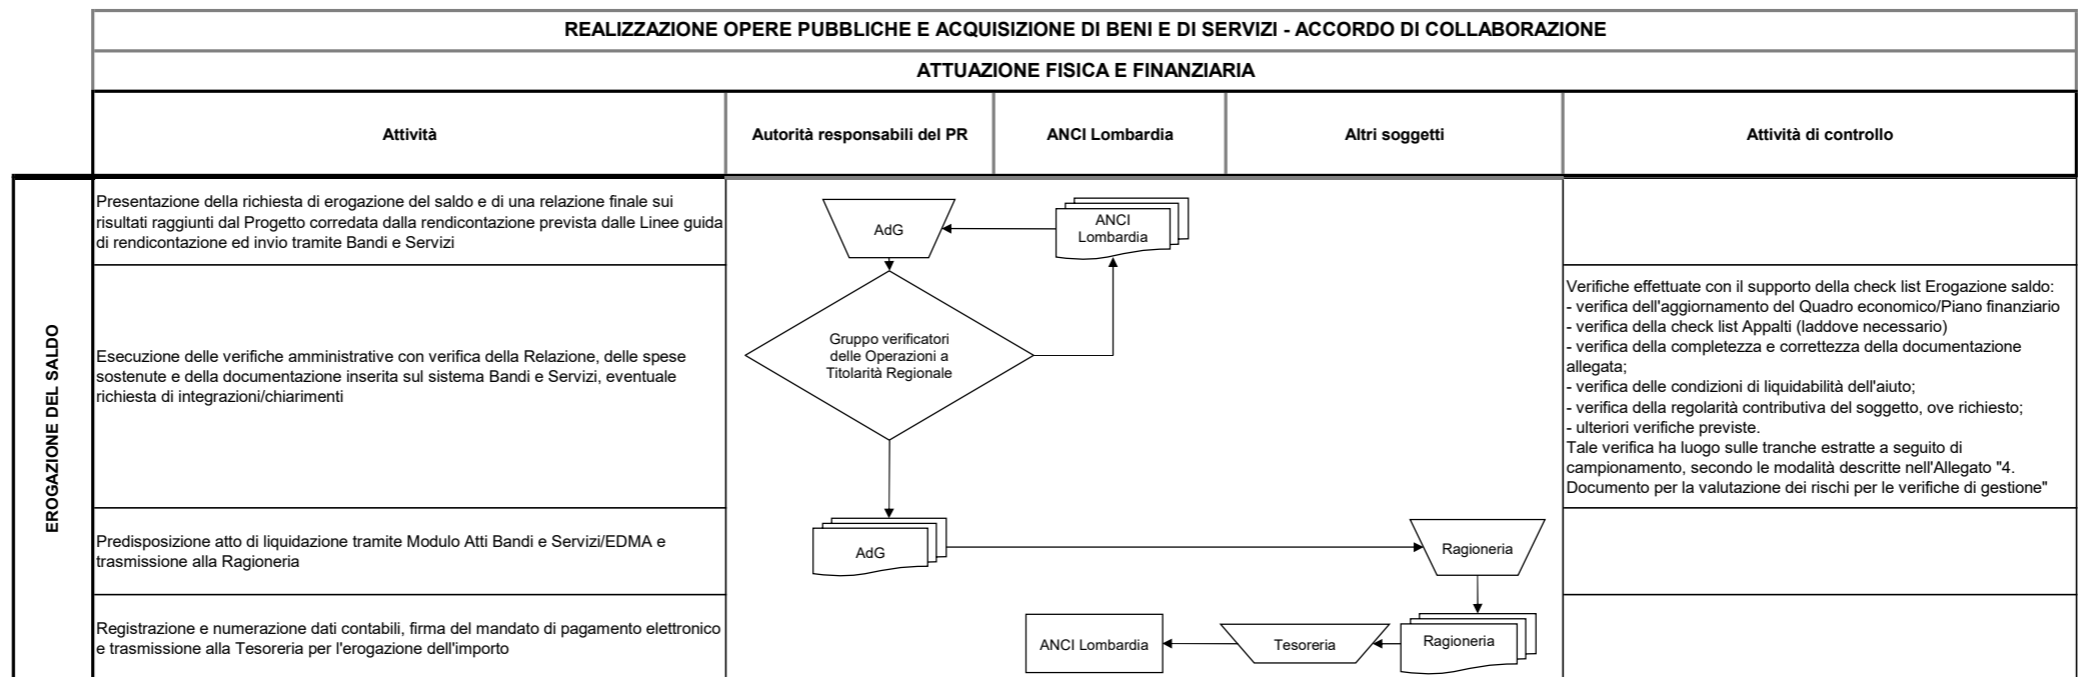 REALIZZAZIONE OPERE PUBBLICHE E ACQUISIZIONE DI BENI E DI SERVIZI - ACCORDO DI COLLABORAZIONE
ATTUAZIONE FISICA E FINANZIARIA
Attività
Autorità responsabili del PR
ANCI Lombardia
Altri soggetti
Attività di controllo
EROGAZIONE DEL SALDO
Presentazione della richiesta di erogazione del saldo e di una relazione finale sui
risultati raggiunti dal Progetto corredata dalla rendicontazione prevista dalle Linee guida
di rendicontazione ed invio tramite Bandi e Servizi
AdG
ANCI
Lombardia
Esecuzione delle verifiche amministrative con verifica della Relazione, delle spese
sostenute e della documentazione inserita sul sistema Bandi e Servizi, eventuale
richiesta di integrazioni/chiarimenti
Gruppo verificatori
delle Operazioni a
Titolarità Regionale
Verifiche effettuate con il supporto della check list Erogazione saldo:
- verifica dell'aggiornamento del Quadro economico/Piano finanziario
- verifica della check list Appalti (laddove necessario)
- verifica della completezza e correttezza della documentazione
allegata;
- verifica delle condizioni di liquidabilità dell'aiuto;
- verifica della regolarità contributiva del soggetto, ove richiesto;
- ulteriori verifiche previste.
Tale verifica ha luogo sulle tranche estratte a seguito di
campionamento, secondo le modalità descritte nell'Allegato "4.
Documento per la valutazione dei rischi per le verifiche di gestione"
Predisposizione atto di liquidazione tramite Modulo Atti Bandi e Servizi/EDMA e
trasmissione alla Ragioneria
AdG
Ragioneria
Registrazione e numerazione dati contabili, firma del mandato di pagamento elettronico
e trasmissione alla Tesoreria per l'erogazione dell'importo
ANCI Lombardia
Tesoreria
Ragioneria